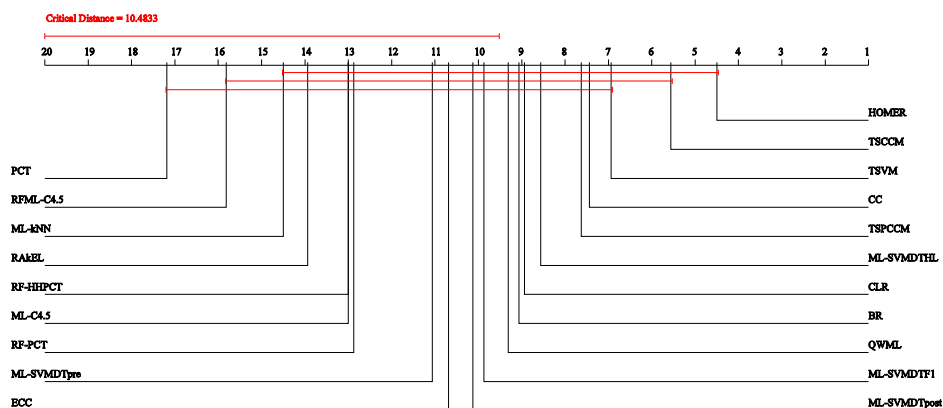 Critical Distance = 10.4833
20 19 18 17 16 15 14 13 12 11 10 9 8 7 6 5 4 3 2 1
HOMER
TSCCM
PCT TSVM
RFML-C4.5 CC
ML-kNN TSPCCM
RAkEL ML-SVMDTHL
RF-HHPCT CLR
ML-C4.5 BR
RF-PCT QWML
ML-SVMDTpre ML-SVMDTF1
ECC ML-SVMDTpost